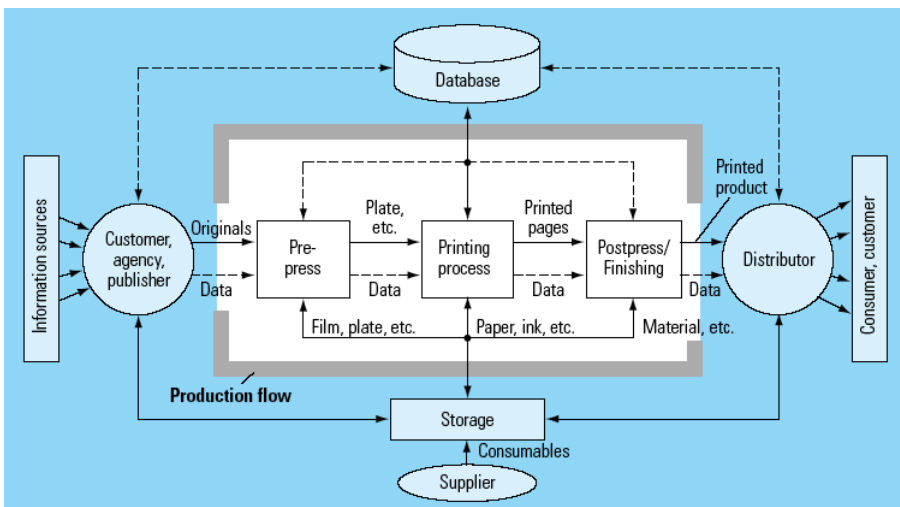 Database
Printed
product
Information sources
Customer,
agency,
publisher
Originals
Data
Pre-
press
Plate,
etc.
Data
Printing
process
Printed
pages
Data
Postpress/
Finishing
Data
Distributor
Consumer, customer
Film, plate, etc.
Paper, ink, etc.
Material, etc.
Production flow
Storage
Consumables
Supplier